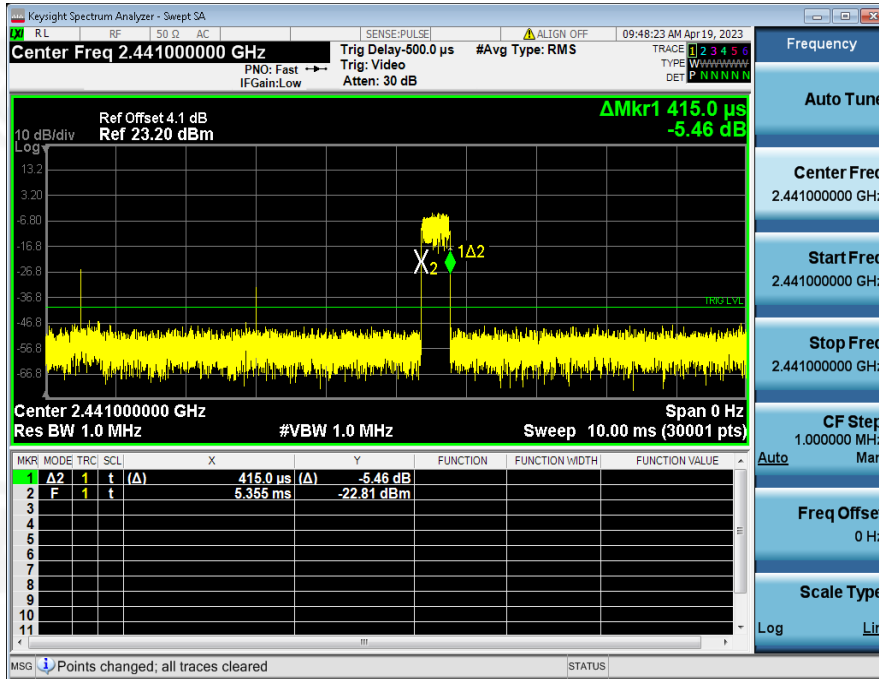 Keysight Spectrum Analyzer - Swept SA
LXI RL RF 50 Ω AC SENSE:PULSE ALIGN OFF 09:48:23 AM Apr 19, 2023
Center Freq 2.441000000 GHz
PNO: Fast
IFGain:Low
Trig Delay-500.0 µs
Trig: Video
Atten: 30 dB
#Avg Type: RMS
TRACE 1 2 3 4 5 6
TYPE WWWWWW
DET P N N N N N
ΔMkr1 415.0 µs
-5.46 dB
Ref Offset 4.1 dB
10 dB/div Ref 23.20 dBm
Log
13.2
3.20
-6.80
-16.8
-26.8
-36.8
-46.8
-56.8
-66.8
X2
1Δ2
TRIG LVL
Center 2.441000000 GHz Span 0 Hz
Res BW 1.0 MHz #VBW 1.0 MHz Sweep 10.00 ms (30001 pts)
MKR MODE TRC SCL X Y FUNCTION FUNCTION WIDTH FUNCTION VALUE
1 Δ2 1 t (Δ) 415.0 µs (Δ) -5.46 dB
2 F 1 t 5.355 ms -22.81 dBm
3
4
5
6
7
8
9
10
11
MSG Points changed; all traces cleared STATUS
Frequency
Auto Tune
Center Freq
2.441000000 GHz
Start Freq
2.441000000 GHz
Stop Freq
2.441000000 GHz
CF Step
1.000000 MHz
Auto Man
Freq Offset
0 Hz
Scale Type
Log Lin